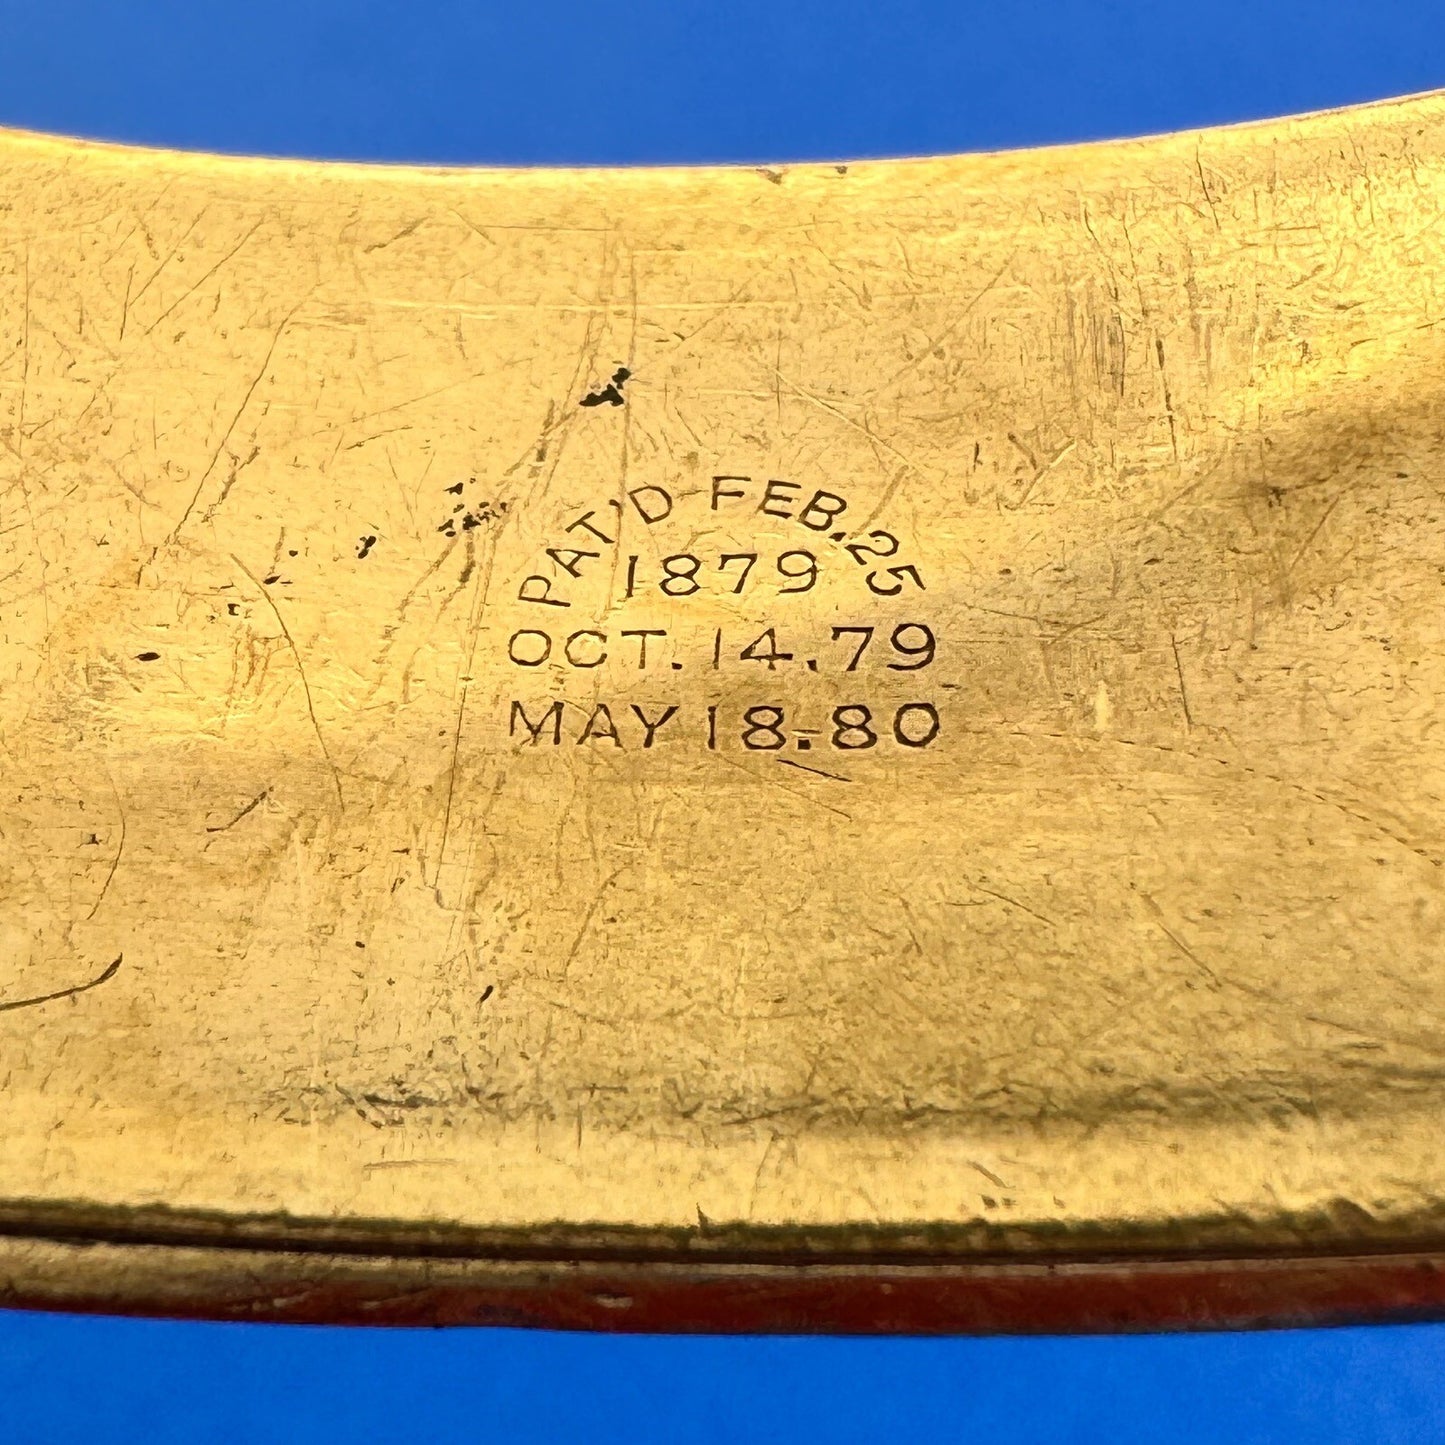 PAT'D FEB. 25
1879
OCT. 14. 79
MAY 18. 80